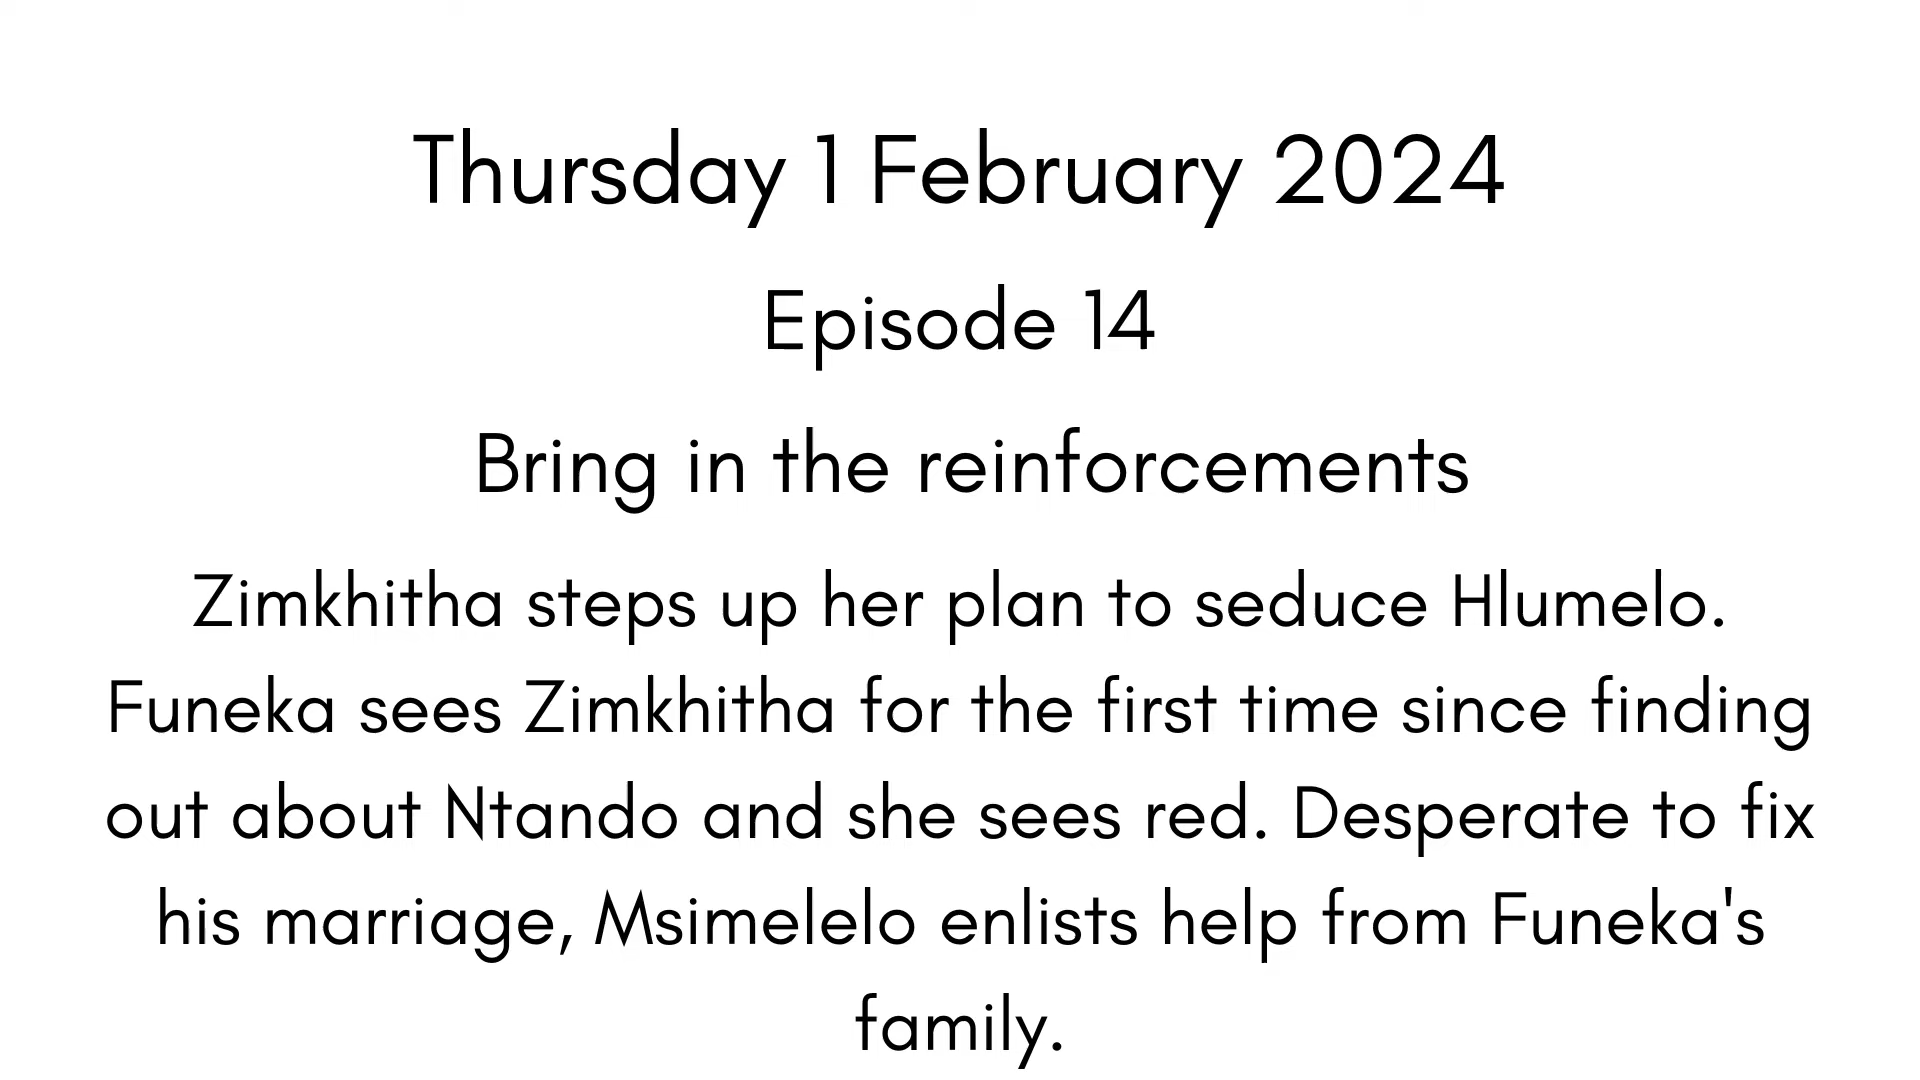 Thursday 1 February 2024
Episode 14
Bring in the reinforcements
Zimkhitha steps up her plan to seduce Hlumelo.
Funeka sees Zimkhitha for the first time since finding
out about Ntando and she sees red. Desperate to fix
his marriage, Msimelelo enlists help from Funeka's
family.